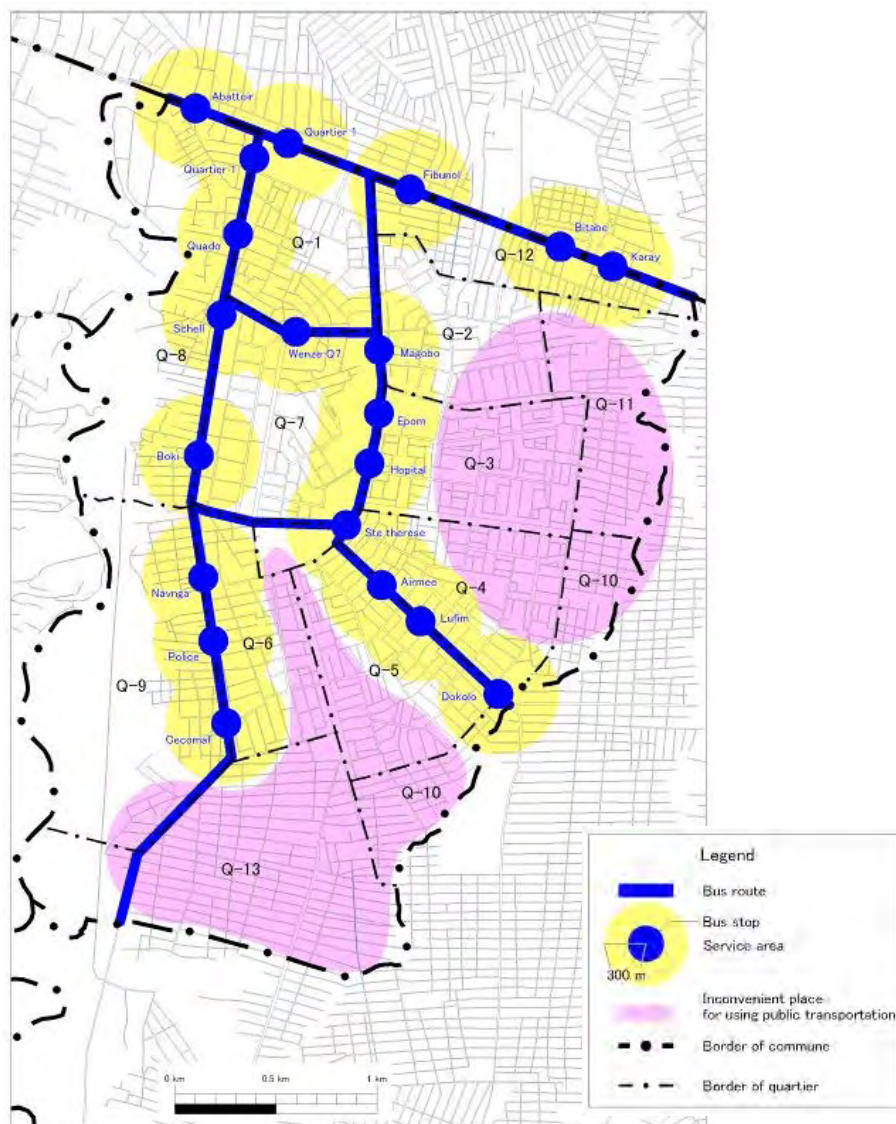 Abattoir
Quartier 1
Quartier 1
Fibunol
Quado
Q-1
Bitabe
Q-12
Karay
Schell
Wenze Q7
Q-2
Magobo
Q-8
Q-7
Epom
Q-11
Boki
Hopital
Q-3
Ste therese
Navnga
Airmee
Q-4
Q-10
Lufim
Police
Q-6
Q-5
Q-9
Dokolo
Gecomaf
Q-10
Q-13
Legend
Bus route
Bus stop
Service area
300 m
Inconvenient place
for using public transportation
Border of commune
Border of quartier
0 km
0.5 km
1 km